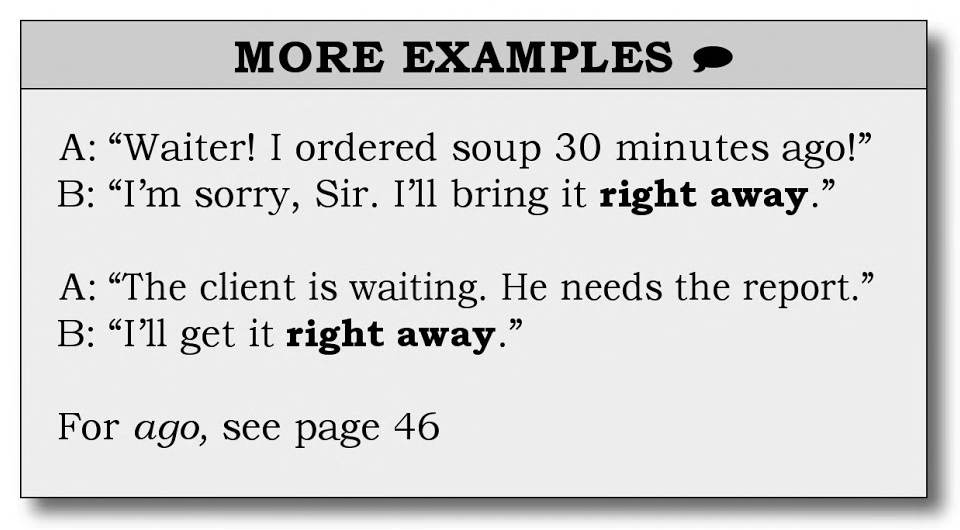 MORE EXAMPLES
A: “Waiter! I ordered soup 30 minutes ago!”
B: “I’m sorry, Sir. I’ll bring it right away.”
A: “The client is waiting. He needs the report.”
B: “I’ll get it right away.”
For ago, see page 46